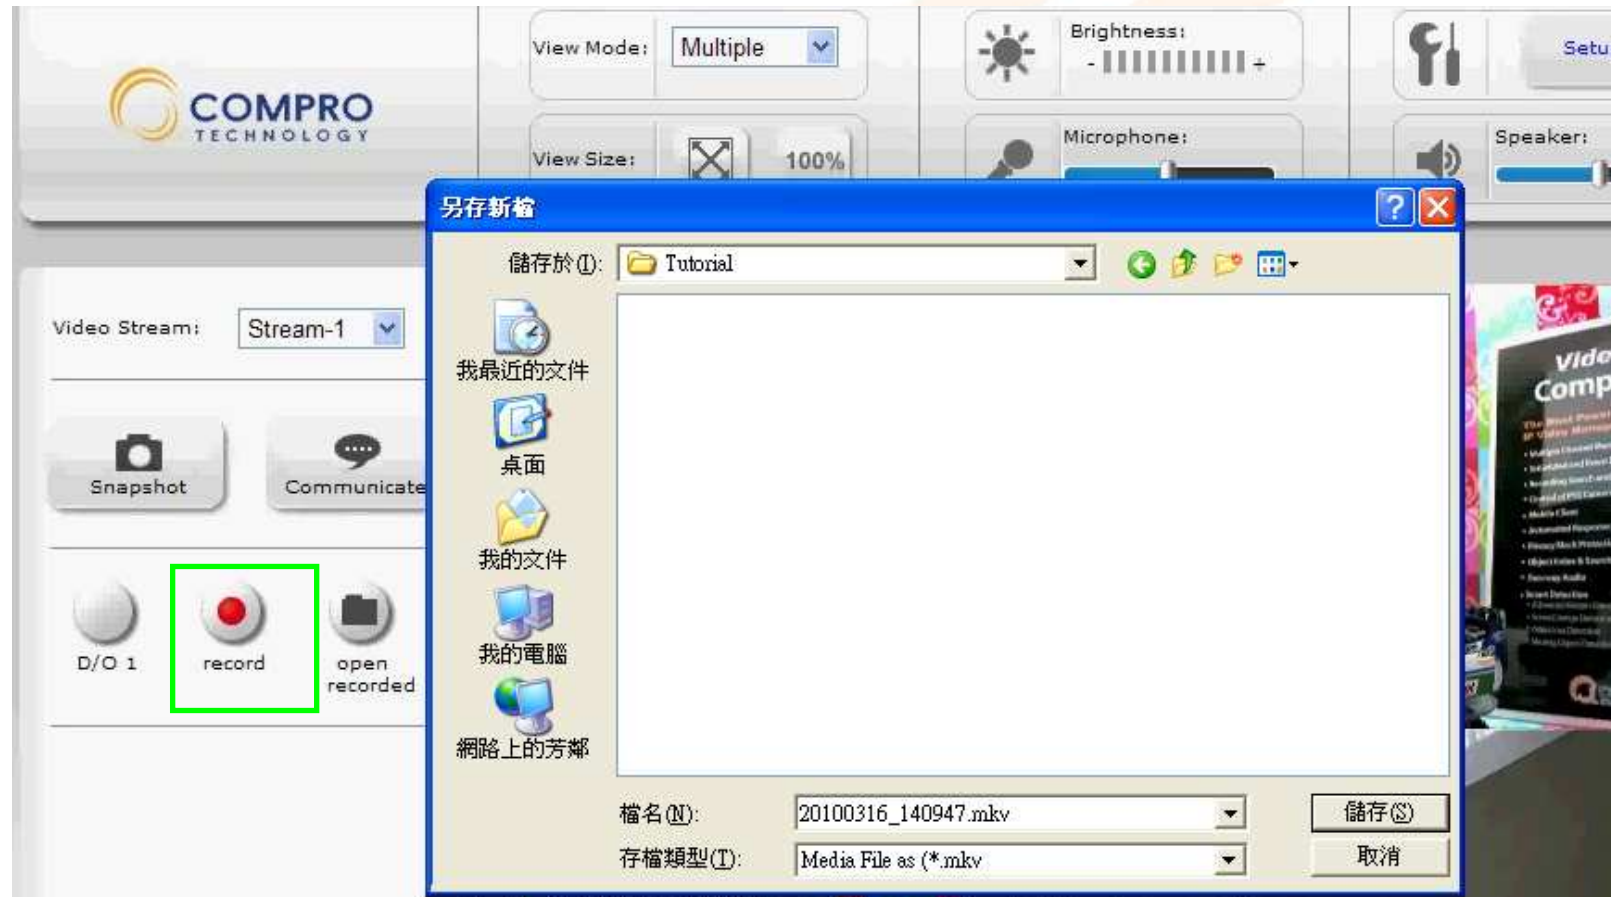 View Mode: Multiple
Brightness:
- +
Setu
COMPRO
TECHNOLOGY
View Size: 100%
Microphone:
Speaker:
另存新檔
儲存於(I): Tutorial
Video Stream: Stream-1
我最近的文件
桌面
我的文件
我的電腦
網路上的芳鄰
Snapshot
Communicate
D/O 1
record
open
recorded
檔名(N): 20100316_140947.mkv
儲存(S)
存檔類型(T): Media File as (*.mkv
取消
Vide
Comp